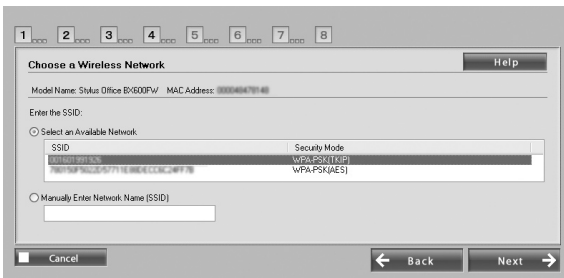 1 2 3 4 5 6 7 8
Choose a Wireless Network
Help
Model Name: Stylus Office BX600FW MAC Address:
Enter the SSID:
Select an Available Network
SSID Security Mode
WPA-PSK(TKIP)
WPA-PSK(AES)
Manually Enter Network Name (SSID)
Cancel
Back
Next